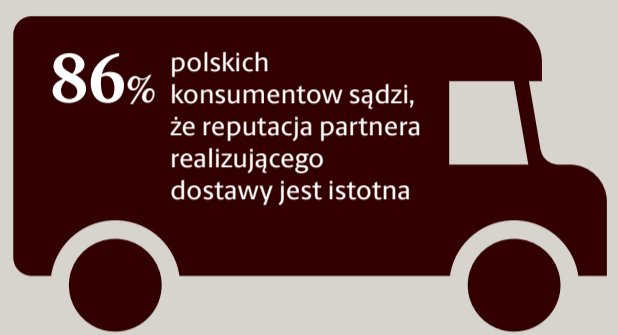 86% polskich
konsumentow sądzi,
że reputacja partnera
realizującego
dostawy jest istotna